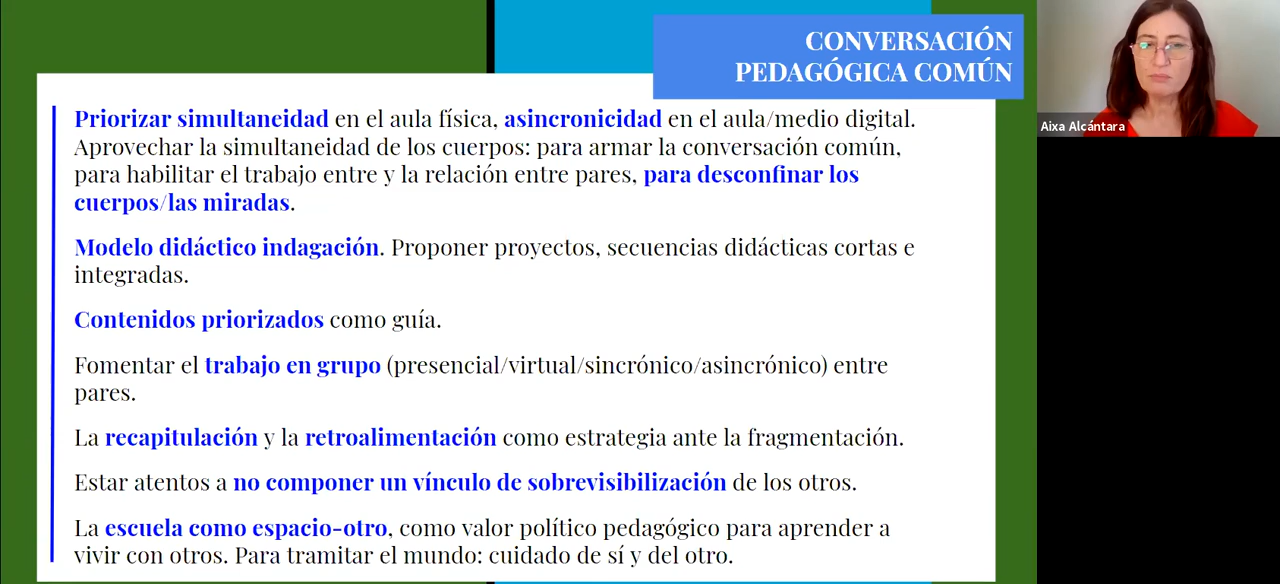 CONVERSACIÓN
PEDAGÓGICA COMÚN
Priorizar simultaneidad en el aula física, asincronicidad en el aula/medio digital.
Aprovechar la simultaneidad de los cuerpos: para armar la conversación común,
para habilitar el trabajo entre y la relación entre pares, para desconfinar los
cuerpos/las miradas.
Modelo didáctico indagación. Proponer proyectos, secuencias didácticas cortas e
integradas.
Contenidos priorizados como guía.
Fomentar el trabajo en grupo (presencial/virtual/sincrónico/asincrónico) entre
pares.
La recapitulación y la retroalimentación como estrategia ante la fragmentación.
Estar atentos a no componer un vínculo de sobrevisibilización de los otros.
La escuela como espacio-otro, como valor político pedagógico para aprender a
vivir con otros. Para tramitar el mundo: cuidado de sí y del otro.
Aixa Alcántara